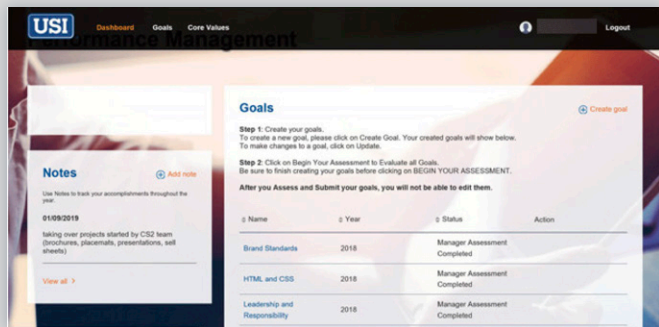 USI
Dashboard Goals Core Values
Logout
Performance Management
Goals
Create goal
Step 1: Create your goals.
To create a new goal, please click on Create Goal. Your created goals will show below.
To make changes to a goal, click on Update.
Step 2: Click on Begin Your Assessment to Evaluate all Goals.
Be sure to finish creating your goals before clicking on BEGIN YOUR ASSESSMENT.
After you Assess and Submit your goals, you will not be able to edit them.
Name Year Status Action
Brand Standards 2018 Manager Assessment
Completed
HTML and CSS 2018 Manager Assessment
Completed
Leadership and
Responsibility 2018 Manager Assessment
Completed
Notes
Add note
Use Notes to track your accomplishments throughout the
year.
01/09/2019
taking over projects started by CS2 team
(brochures, placemats, presentations, sell
sheets)
View all >